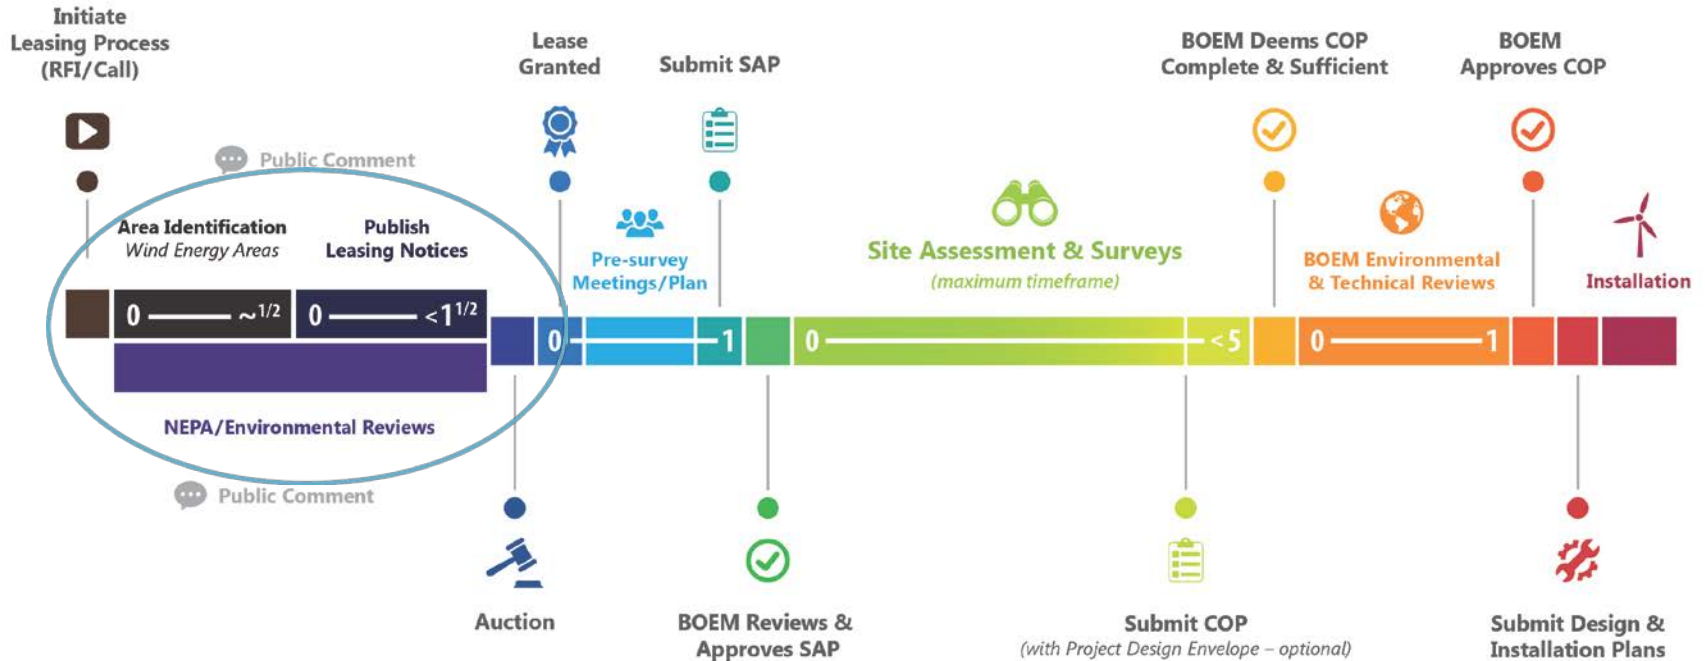 Initiate
Leasing Process
(RFI/Call)
Lease
Granted
Submit SAP
BOEM Deems COP
Complete & Sufficient
BOEM
Approves COP
Public Comment
Area Identification
Wind Energy Areas
Publish
Leasing Notices
Pre-survey
Meetings/Plan
Site Assessment & Surveys
(maximum timeframe)
BOEM Environmental
& Technical Reviews
Installation
0 ~1/2
0 <1 1/2
0 1
0 <5
0 1
NEPA/Environmental Reviews
Public Comment
Auction
BOEM Reviews &
Approves SAP
Submit COP
(with Project Design Envelope – optional)
Submit Design &
Installation Plans